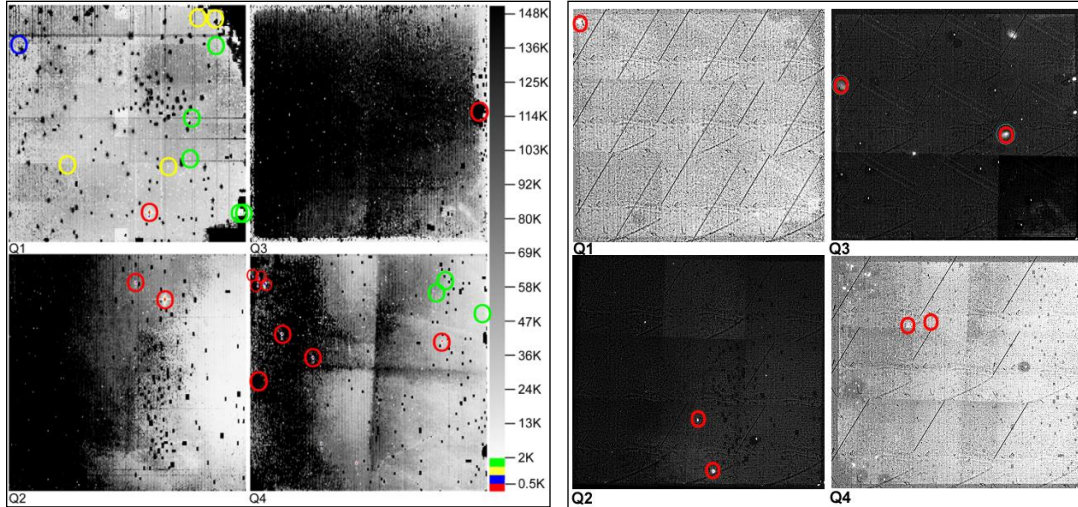 148K
136K
125K
114K
103K
92K
80K
69K
58K
47K
36K
24K
13K
2K
0.5K
Q1 Q3
Q2 Q4
Q1 Q3
Q2 Q4